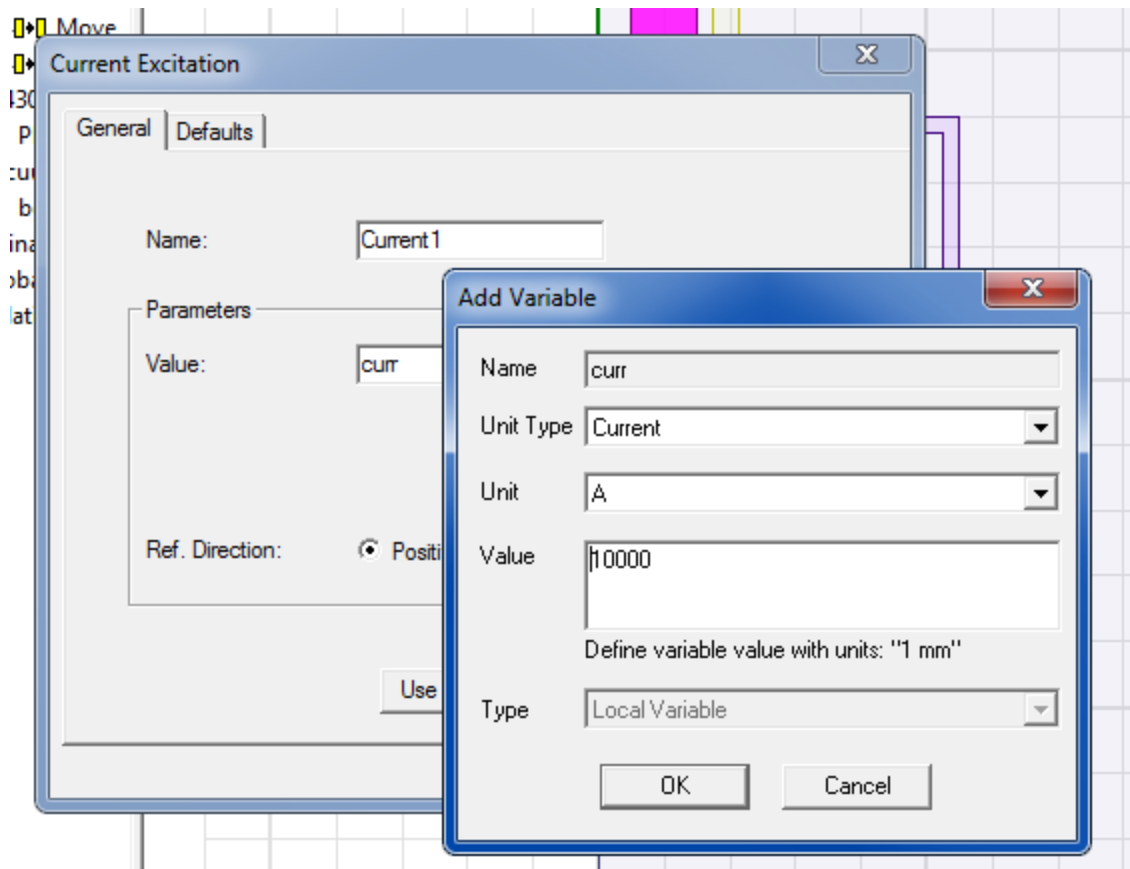 Move
Current Excitation
General
Defaults
Name:
Current1
Parameters
Value:
curr
Ref. Direction:
Positi
Use
Add Variable
Name
curr
Unit Type
Current
Unit
A
Value
10000
Define variable value with units: "1 mm"
Type
Local Variable
OK
Cancel